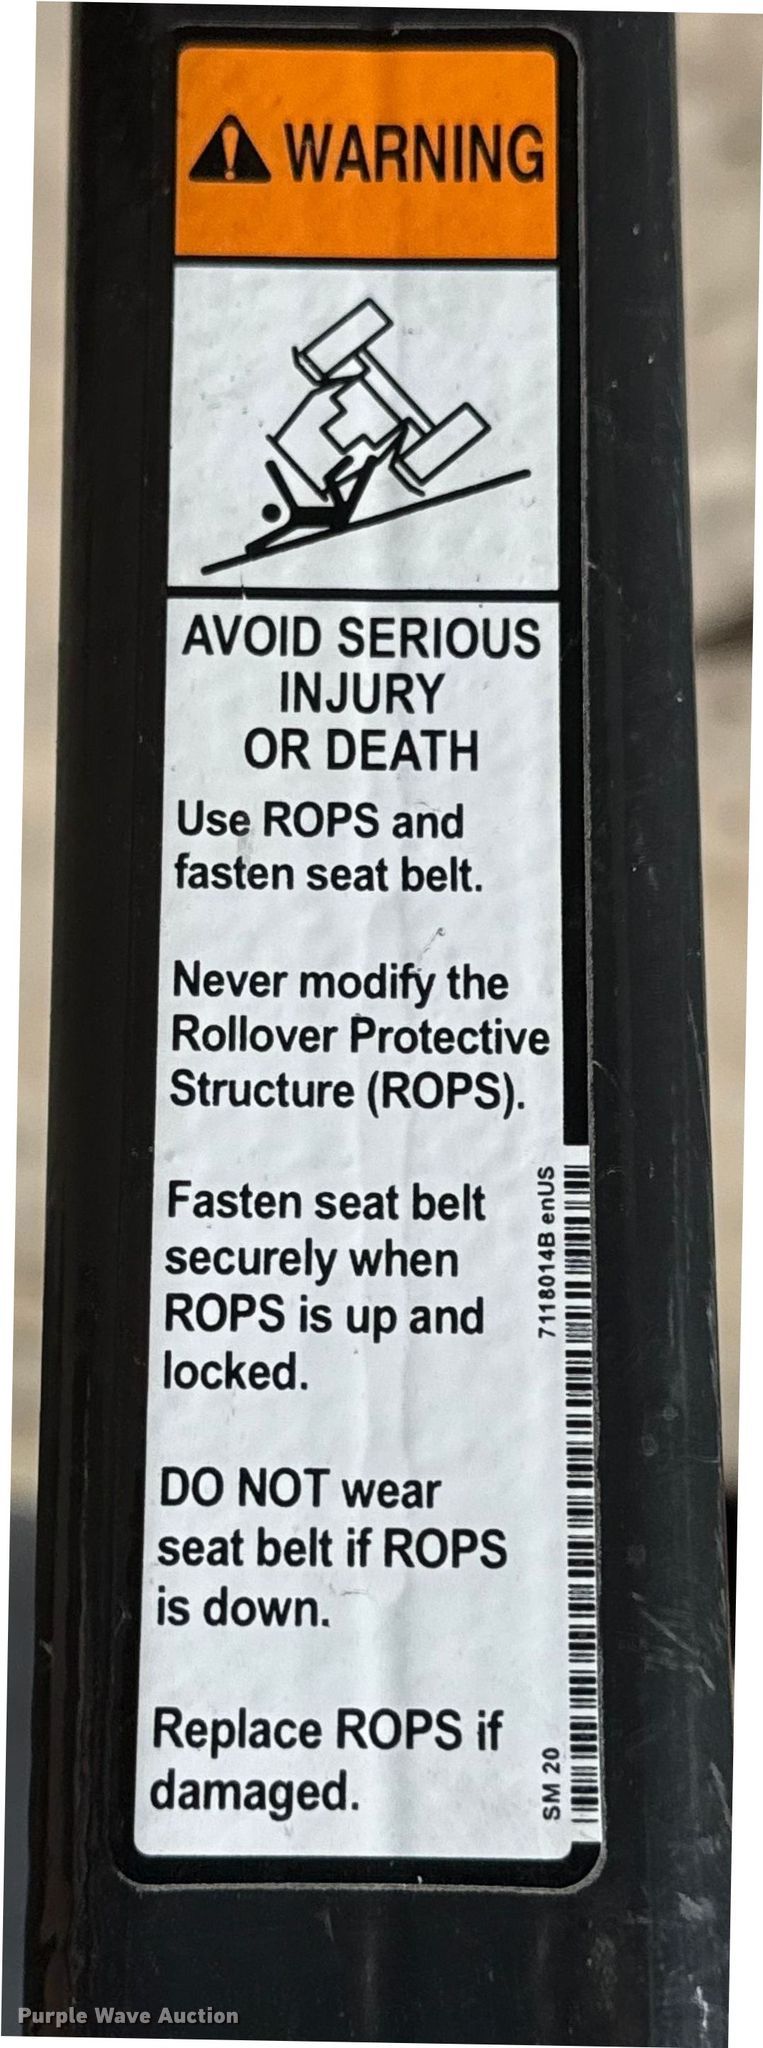 WARNING
AVOID SERIOUS
INJURY
OR DEATH
Use ROPS and
fasten seat belt.
Never modify the
Rollover Protective
Structure (ROPS).
Fasten seat belt
securely when
ROPS is up and
locked.
DO NOT wear
seat belt if ROPS
is down.
Replace ROPS if
damaged.
7118014B enUS
SM 20
Purple Wave Auction